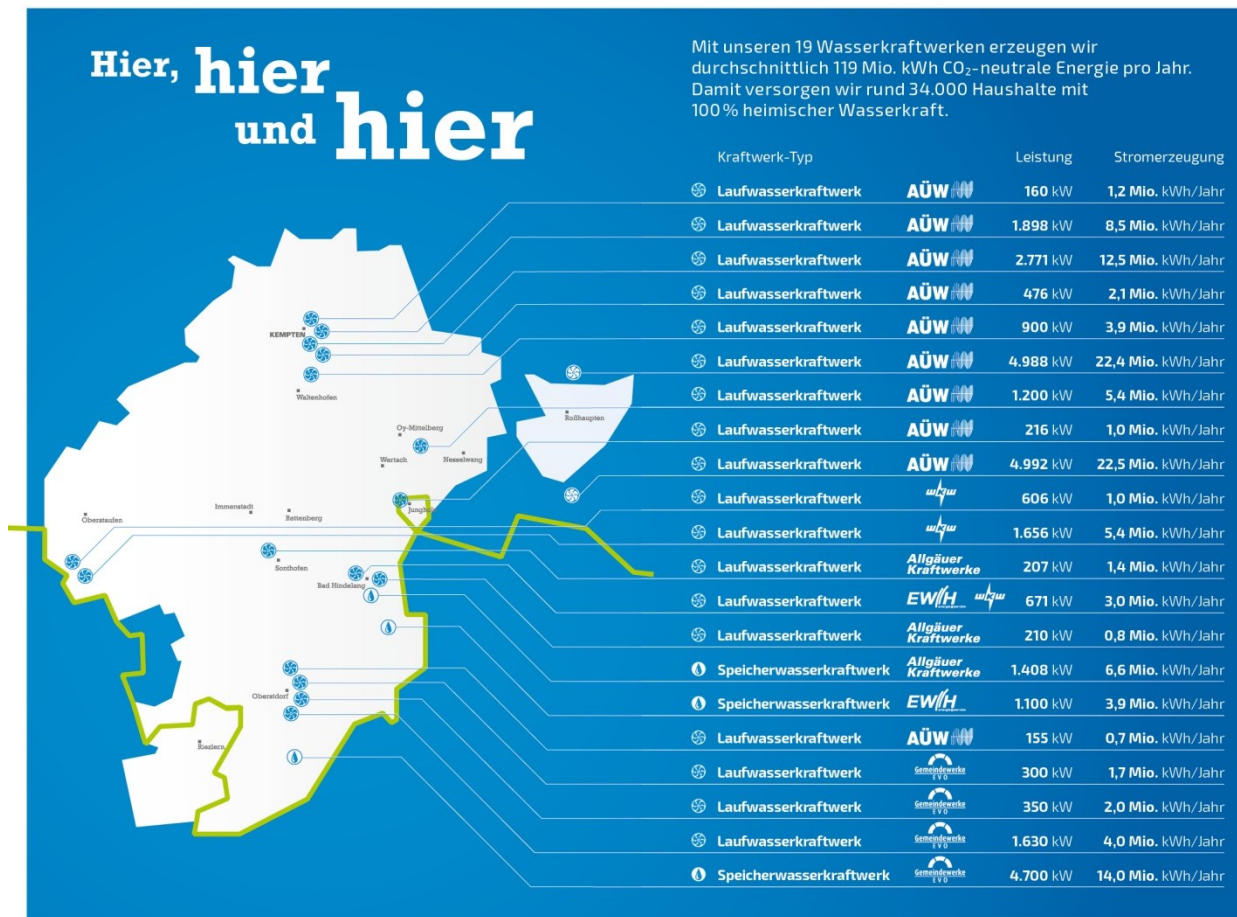 Hier, hier
und hier
Mit unseren 19 Wasserkraftwerken erzeugen wir
durchschnittlich 119 Mio. kWh CO₂-neutrale Energie pro Jahr.
Damit versorgen wir rund 34.000 Haushalte mit
100 % heimischer Wasserkraft.
Kraftwerk-Typ Leistung Stromerzeugung
Laufwasserkraftwerk AÜW 160 kW 1,2 Mio. kWh/Jahr
Laufwasserkraftwerk AÜW 1.898 kW 8,5 Mio. kWh/Jahr
Laufwasserkraftwerk AÜW 2.771 kW 12,5 Mio. kWh/Jahr
Laufwasserkraftwerk AÜW 476 kW 2,1 Mio. kWh/Jahr
Laufwasserkraftwerk AÜW 900 kW 3,9 Mio. kWh/Jahr
Laufwasserkraftwerk AÜW 4.988 kW 22,4 Mio. kWh/Jahr
Laufwasserkraftwerk AÜW 1.200 kW 5,4 Mio. kWh/Jahr
Laufwasserkraftwerk AÜW 216 kW 1,0 Mio. kWh/Jahr
Laufwasserkraftwerk AÜW 4.992 kW 22,5 Mio. kWh/Jahr
Laufwasserkraftwerk 606 kW 1,0 Mio. kWh/Jahr
Laufwasserkraftwerk 1.656 kW 5,4 Mio. kWh/Jahr
Laufwasserkraftwerk Allgäuer Kraftwerke 207 kW 1,4 Mio. kWh/Jahr
Laufwasserkraftwerk EWH 671 kW 3,0 Mio. kWh/Jahr
Laufwasserkraftwerk Allgäuer Kraftwerke 210 kW 0,8 Mio. kWh/Jahr
Speicherwasserkraftwerk Allgäuer Kraftwerke 1.408 kW 6,6 Mio. kWh/Jahr
Speicherwasserkraftwerk EWH 1.100 kW 3,9 Mio. kWh/Jahr
Laufwasserkraftwerk AÜW 155 kW 0,7 Mio. kWh/Jahr
Laufwasserkraftwerk Gemeindewerke EVO 300 kW 1,7 Mio. kWh/Jahr
Laufwasserkraftwerk Gemeindewerke EVO 350 kW 2,0 Mio. kWh/Jahr
Laufwasserkraftwerk Gemeindewerke EVO 1.630 kW 4,0 Mio. kWh/Jahr
Speicherwasserkraftwerk Gemeindewerke EVO 4.700 kW 14,0 Mio. kWh/Jahr
KEMPTEN
Waltenhofen
Oy-Mittelberg
Wertach
Nesselwang
Roßhaupten
Jungholz
Immenstadt
Rettenberg
Oberstaufen
Sonthofen
Bad Hindelang
Oberstdorf
Riezlern